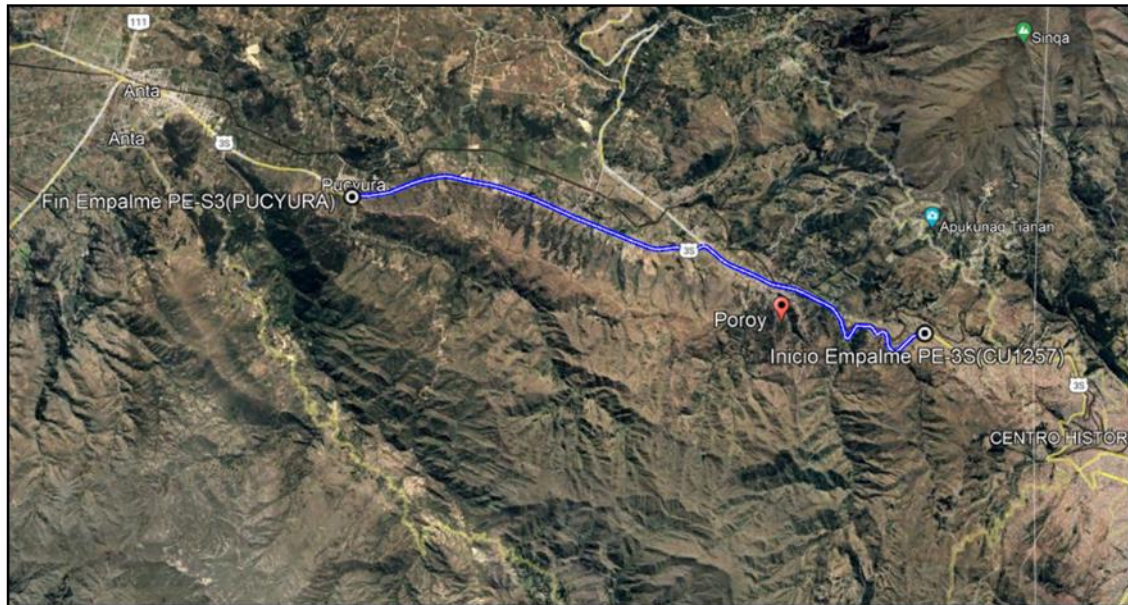 111
Sinqa
Anta
Anta
3S
Pucyura
Fin Empalme PE-S3(PUCYURA)
Apukunaq Tianan
3S
Poroy
Inicio Empalme PE-3S(CU1257)
3S
CENTRO HISTÓR